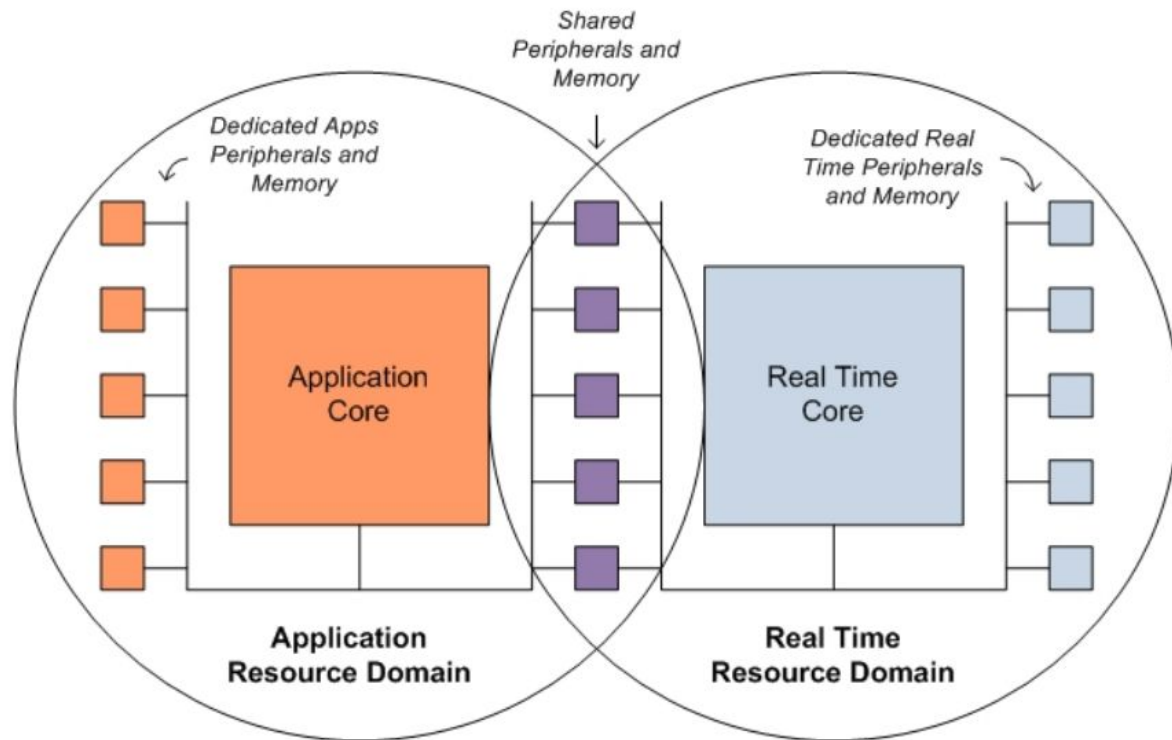 Shared
Peripherals and
Memory
Dedicated Apps
Peripherals and
Memory
Dedicated Real
Time Peripherals
and Memory
Application
Core
Real Time
Core
Application
Resource Domain
Real Time
Resource Domain